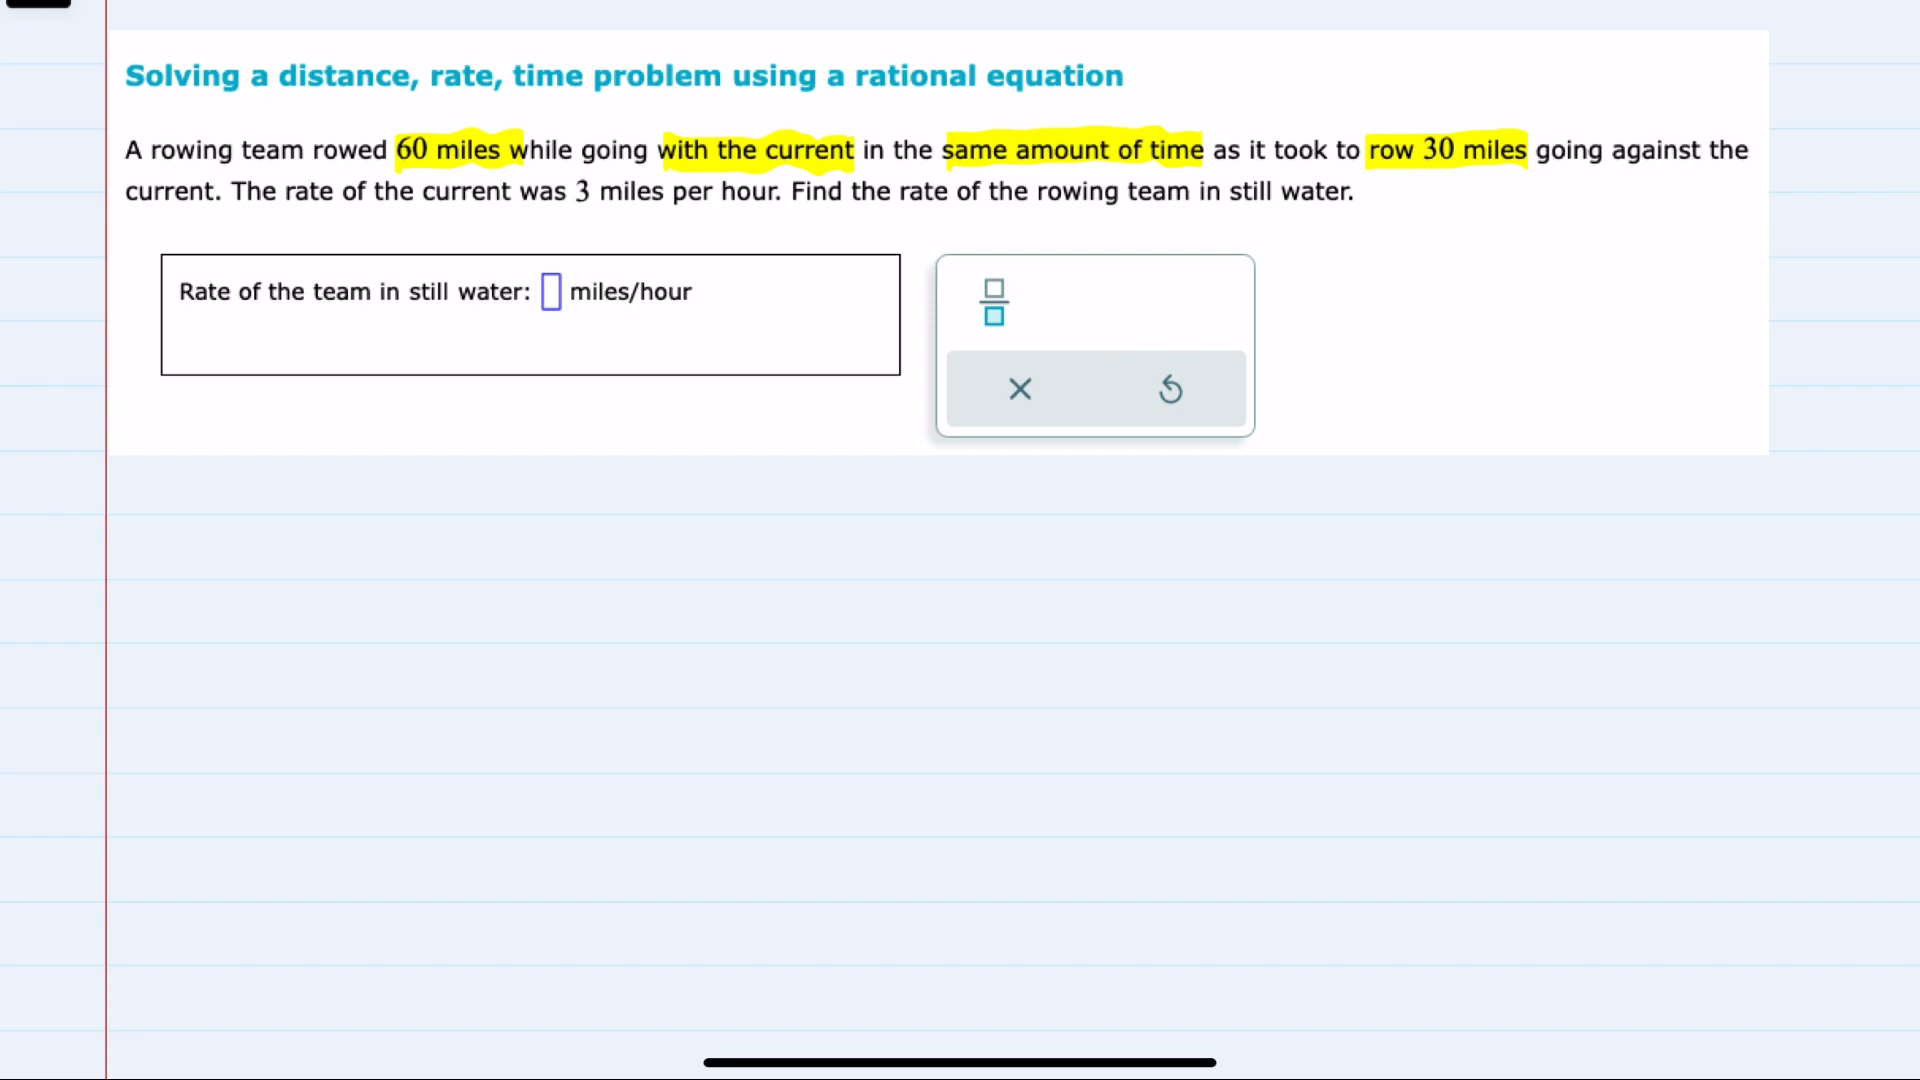 Solving a distance, rate, time problem using a rational equation
A rowing team rowed 60 miles while going with the current in the same amount of time as it took to row 30 miles going against the
current. The rate of the current was 3 miles per hour. Find the rate of the rowing team in still water.
Rate of the team in still water: miles/hour